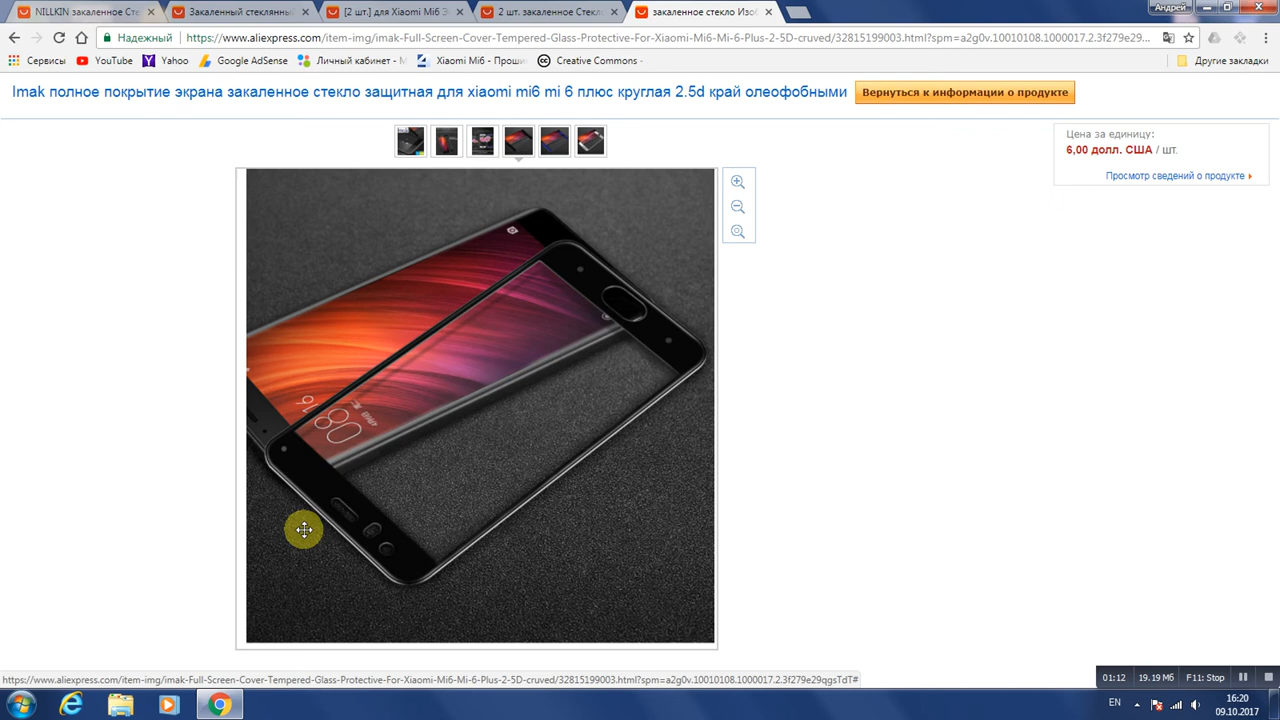 Андрей
NILLKIN закаленное Сте
Закаленный стеклянны
[2 шт.] для Xiaomi Mi6 Э
2 шт. закаленное Стекл
закаленное стекло Изо
Надежный
https://www.aliexpress.com/item-img/imak-Full-Screen-Cover-Tempered-Glass-Protective-For-Xiaomi-Mi6-Mi-6-Plus-2-5D-cruved/32815199003.html?spm=a2g0v.10010108.1000017.2.3f279e29...
Сервисы
YouTube
Yahoo
Google AdSense
Личный кабинет - М
Xiaomi Mi6 - Проши
Creative Commons -
Другие закладки
Imak полное покрытие экрана закаленное стекло защитная для xiaomi mi6 mi 6 плюс круглая 2.5d край олеофобными
Вернуться к информации о продукте
Цена за единицу:
6,00 долл. США / шт.
Просмотр сведений о продукте
08
16
https://www.aliexpress.com/item-img/imak-Full-Screen-Cover-Tempered-Glass-Protective-For-Xiaomi-Mi6-Mi-6-Plus-2-5D-cruved/32815199003.html?spm=a2g0v.10010108.1000017.2.3f279e29qgsTdT#
01:12
19.19 Мб
F11: Stop
EN
16:20
09.10.2017